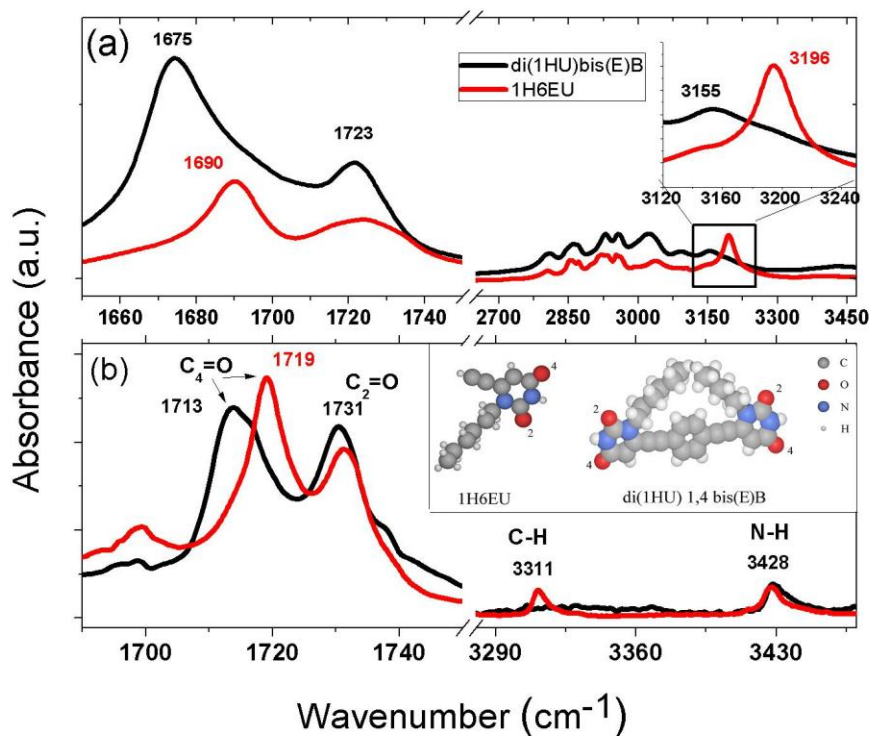 (a)
1675
1723
1690
di(1HU)bis(E)B
1H6EU
3196
3155
3120 3160 3200 3240
1660 1680 1700 1720 1740 2700 2850 3000 3150 3300 3450
(b)
C4=O
1719
1713
C2=O
1731
4
2
1H6EU
2
2
4
4
di(1HU) 1,4 bis(E)B
C
O
N
H
C-H
3311
N-H
3428
1700 1720 1740 3290 3360 3430
Absorbance (a.u.)
Wavenumber (cm-1)